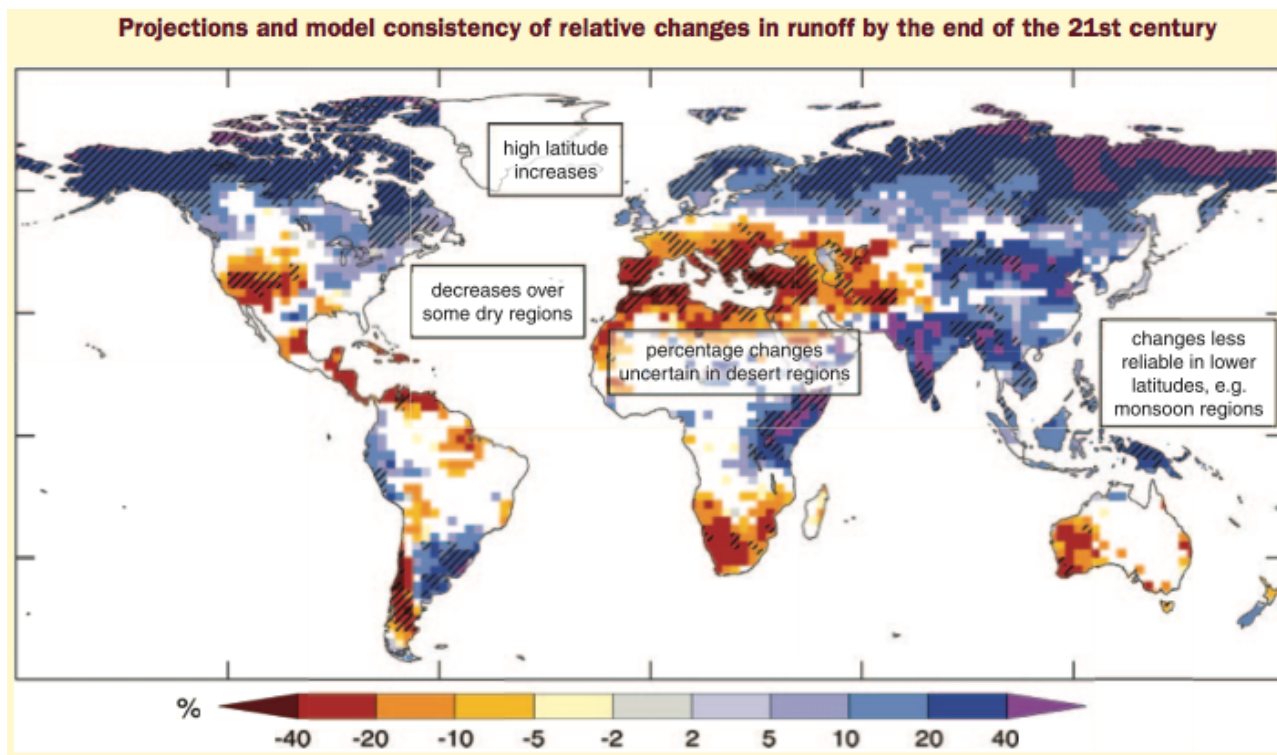 Projections and model consistency of relative changes in runoff by the end of the 21st century
high latitude
increases
decreases over
some dry regions
percentage changes
uncertain in desert regions
changes less
reliable in lower
latitudes, e.g.
monsoon regions
%
-40 -20 -10 -5 -2 2 5 10 20 40